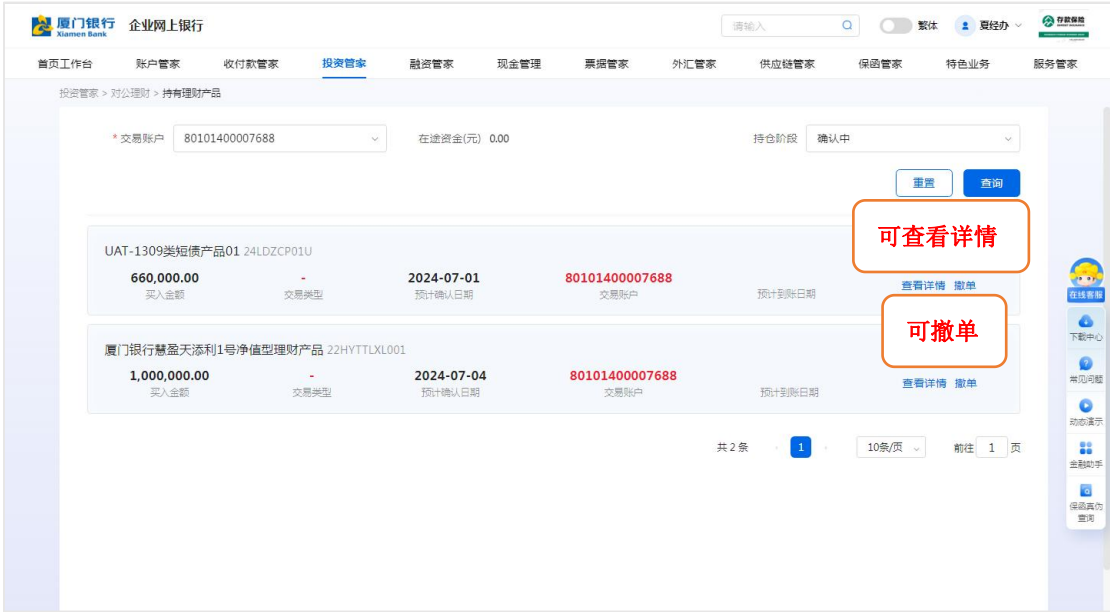 厦门银行 企业网上银行
Xiamen Bank
请输入
繁体
夏经办
存款保险
首页工作台 账户管家 收付款管家 投资管家 融资管家 现金管理 票据管家 外汇管家 供应链管家 保函管家 特色业务 服务管家
投资管家 > 对公理财 > 持有理财产品
* 交易账户 80101400007688 在途资金(元) 0.00 持仓阶段 确认中
重置 查询
可查看详情
UAT-1309类短债产品01 24LDZCP01U
660,000.00 - 2024-07-01 80101400007688
买入金额 交易类型 预计确认日期 交易账户 预计到账日期
查看详情 撤单
可撤单
厦门银行慧盈天添利1号净值型理财产品 22HYTTLXL001
1,000,000.00 - 2024-07-04 80101400007688
买入金额 交易类型 预计确认日期 交易账户 预计到账日期
查看详情 撤单
共 2 条 1 10条/页 前往 1 页
在线客服
下载中心
常见问题
动态演示
金融助手
保函真伪
查询